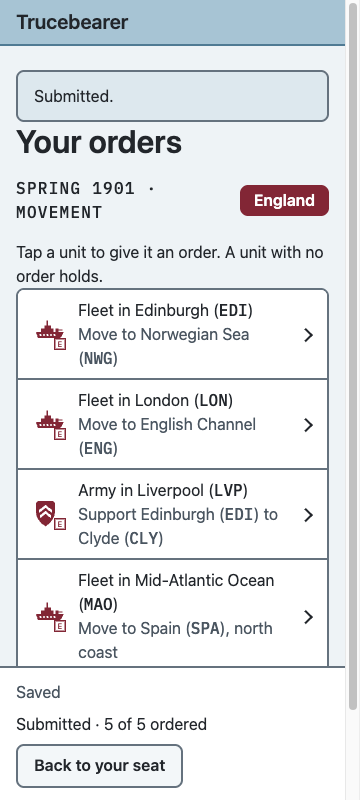 Trucebearer
Submitted.
Your orders
SPRING 1901 ·
MOVEMENT
England
Tap a unit to give it an order. A unit with no
order holds.
Fleet in Edinburgh (EDI)
Move to Norwegian Sea
(NWG)
E
Fleet in London (LON)
Move to English Channel
(ENG)
E
Army in Liverpool (LVP)
Support Edinburgh (EDI) to
Clyde (CLY)
E
Fleet in Mid-Atlantic Ocean
(MAO)
Move to Spain (SPA), north
coast
E
Saved
Submitted · 5 of 5 ordered
Back to your seat